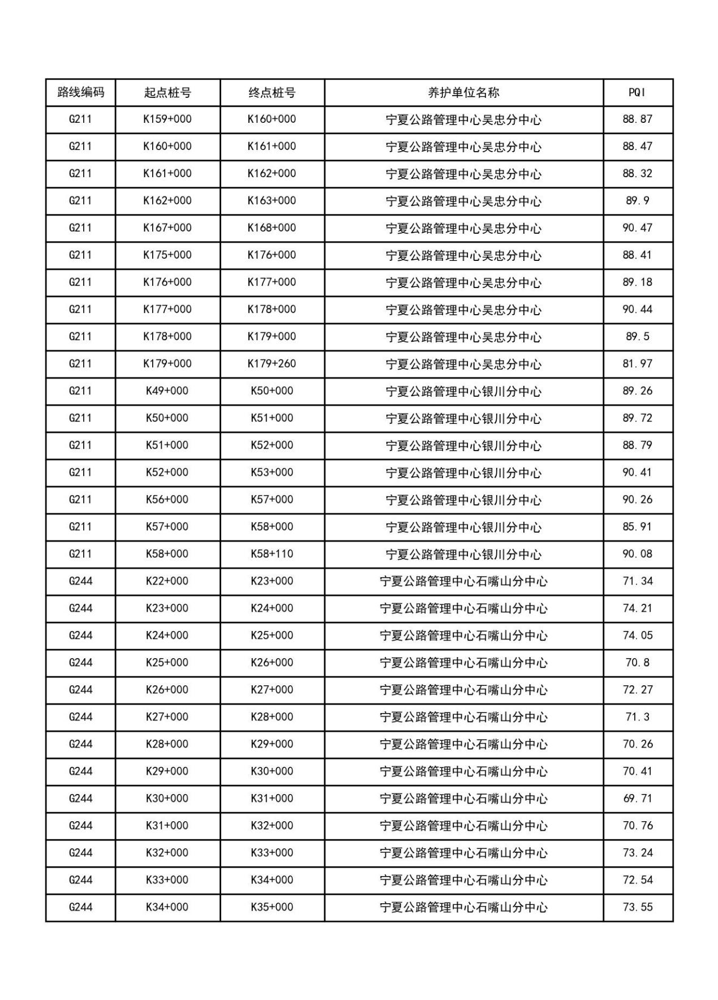 路线编码 起点桩号 终点桩号 养护单位名称 PQI
G211 K159+000 K160+000 宁夏公路管理中心吴忠分中心 88.87
G211 K160+000 K161+000 宁夏公路管理中心吴忠分中心 88.47
G211 K161+000 K162+000 宁夏公路管理中心吴忠分中心 88.32
G211 K162+000 K163+000 宁夏公路管理中心吴忠分中心 89.9
G211 K167+000 K168+000 宁夏公路管理中心吴忠分中心 90.47
G211 K175+000 K176+000 宁夏公路管理中心吴忠分中心 88.41
G211 K176+000 K177+000 宁夏公路管理中心吴忠分中心 89.18
G211 K177+000 K178+000 宁夏公路管理中心吴忠分中心 90.44
G211 K178+000 K179+000 宁夏公路管理中心吴忠分中心 89.5
G211 K179+000 K179+260 宁夏公路管理中心吴忠分中心 81.97
G211 K49+000 K50+000 宁夏公路管理中心银川分中心 89.26
G211 K50+000 K51+000 宁夏公路管理中心银川分中心 89.72
G211 K51+000 K52+000 宁夏公路管理中心银川分中心 88.79
G211 K52+000 K53+000 宁夏公路管理中心银川分中心 90.41
G211 K56+000 K57+000 宁夏公路管理中心银川分中心 90.26
G211 K57+000 K58+000 宁夏公路管理中心银川分中心 85.91
G211 K58+000 K58+110 宁夏公路管理中心银川分中心 90.08
G244 K22+000 K23+000 宁夏公路管理中心石嘴山分中心 71.34
G244 K23+000 K24+000 宁夏公路管理中心石嘴山分中心 74.21
G244 K24+000 K25+000 宁夏公路管理中心石嘴山分中心 74.05
G244 K25+000 K26+000 宁夏公路管理中心石嘴山分中心 70.8
G244 K26+000 K27+000 宁夏公路管理中心石嘴山分中心 72.27
G244 K27+000 K28+000 宁夏公路管理中心石嘴山分中心 71.3
G244 K28+000 K29+000 宁夏公路管理中心石嘴山分中心 70.26
G244 K29+000 K30+000 宁夏公路管理中心石嘴山分中心 70.41
G244 K30+000 K31+000 宁夏公路管理中心石嘴山分中心 69.71
G244 K31+000 K32+000 宁夏公路管理中心石嘴山分中心 70.76
G244 K32+000 K33+000 宁夏公路管理中心石嘴山分中心 73.24
G244 K33+000 K34+000 宁夏公路管理中心石嘴山分中心 72.54
G244 K34+000 K35+000 宁夏公路管理中心石嘴山分中心 73.55